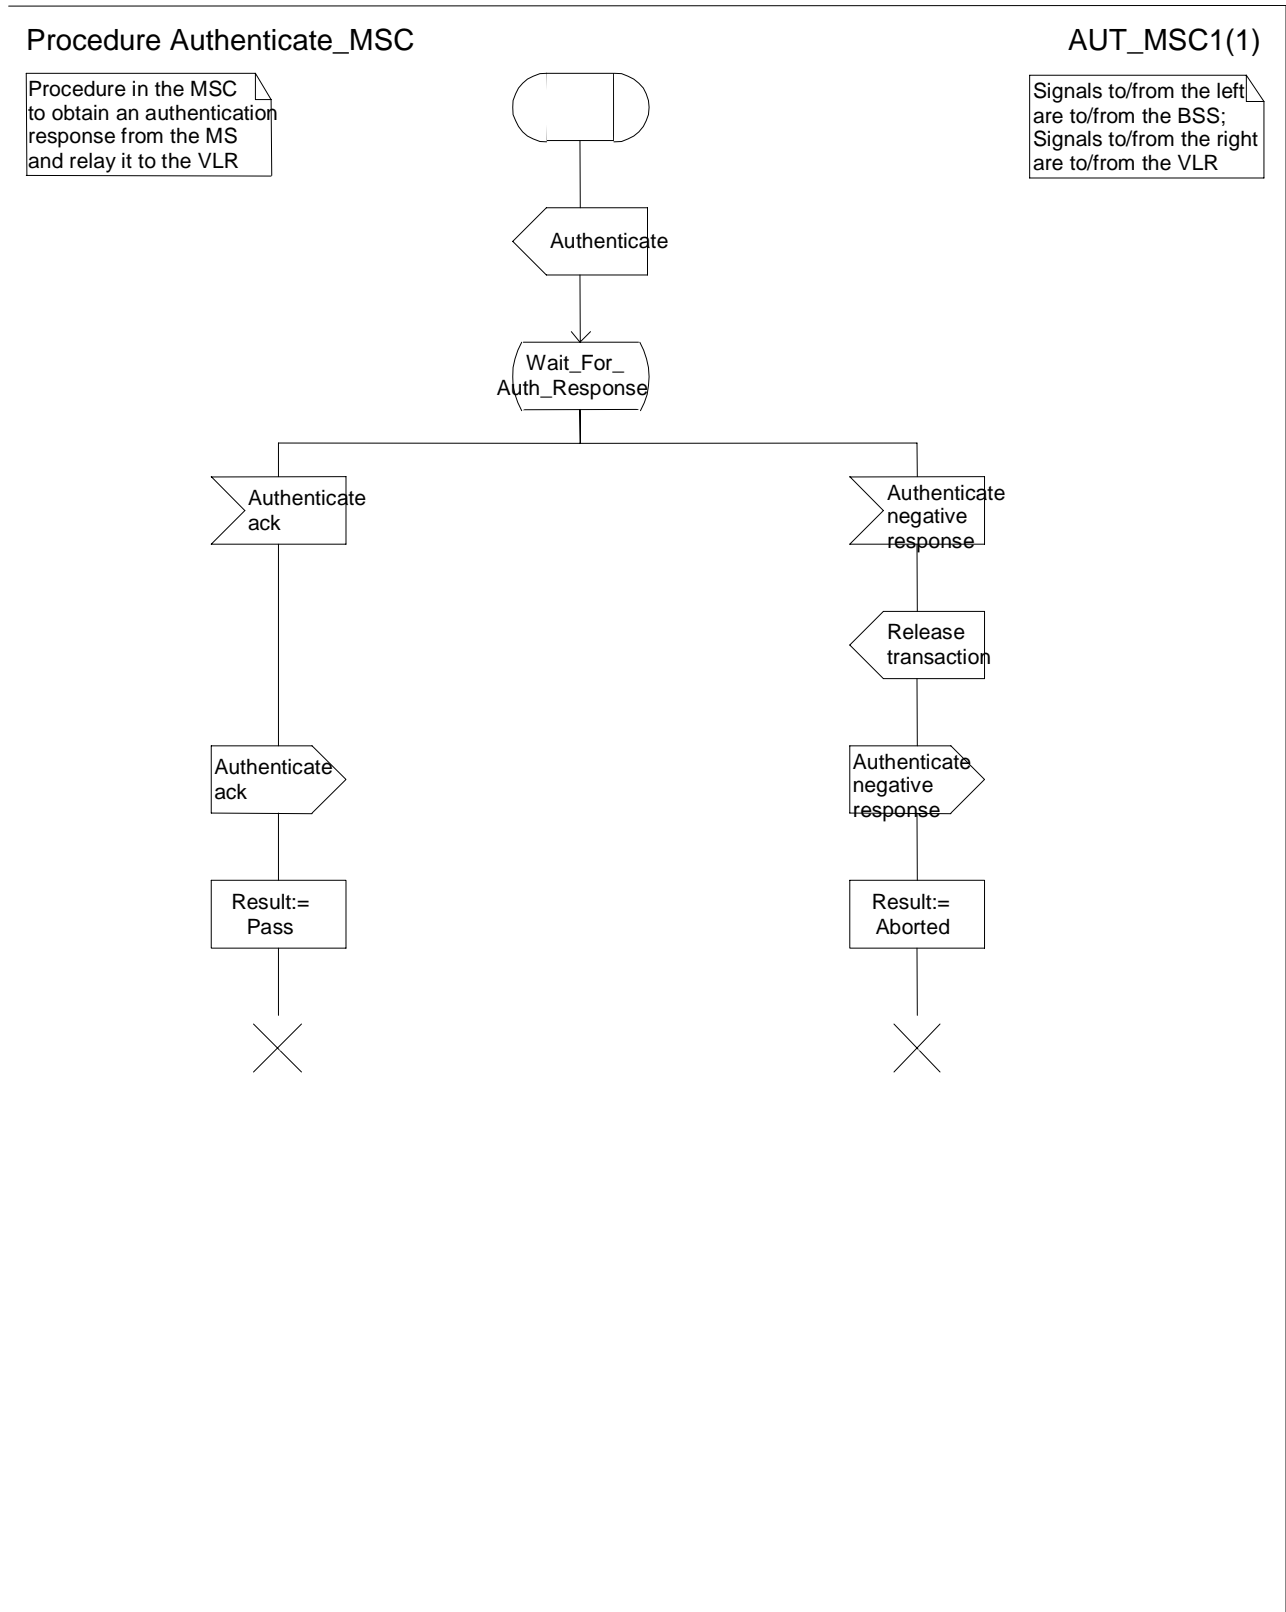 Procedure Authenticate_MSC
AUT_MSC1(1)
Procedure in the MSC
to obtain an authentication
response from the MS
and relay it to the VLR
Signals to/from the left
are to/from the BSS;
Signals to/from the right
are to/from the VLR
Authenticate
Wait_For_
Auth_Response
Authenticate
ack
Authenticate
negative
response
Release
transaction
Authenticate
ack
Authenticate
negative
response
Result:=
Pass
Result:=
Aborted